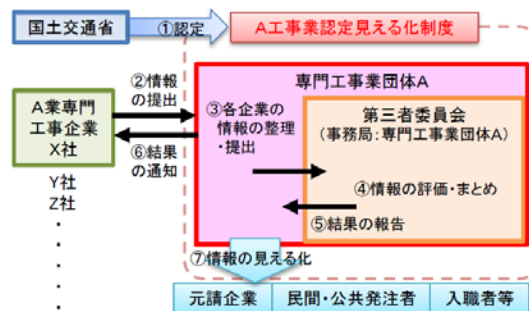 国土交通省
①認定
A工事業認定見える化制度
専門工事業団体A
②情報
の提出
A業専門
工事企業
X社
③各企業の
情報の整理
・提出
第三者委員会
(事務局:専門工事業団体A)
⑥結果
の通知
Y社
Z社
・
・
・
・
④情報の評価・まとめ
⑤結果の報告
⑦情報の見える化
元請企業
民間・公共発注者
入職者等